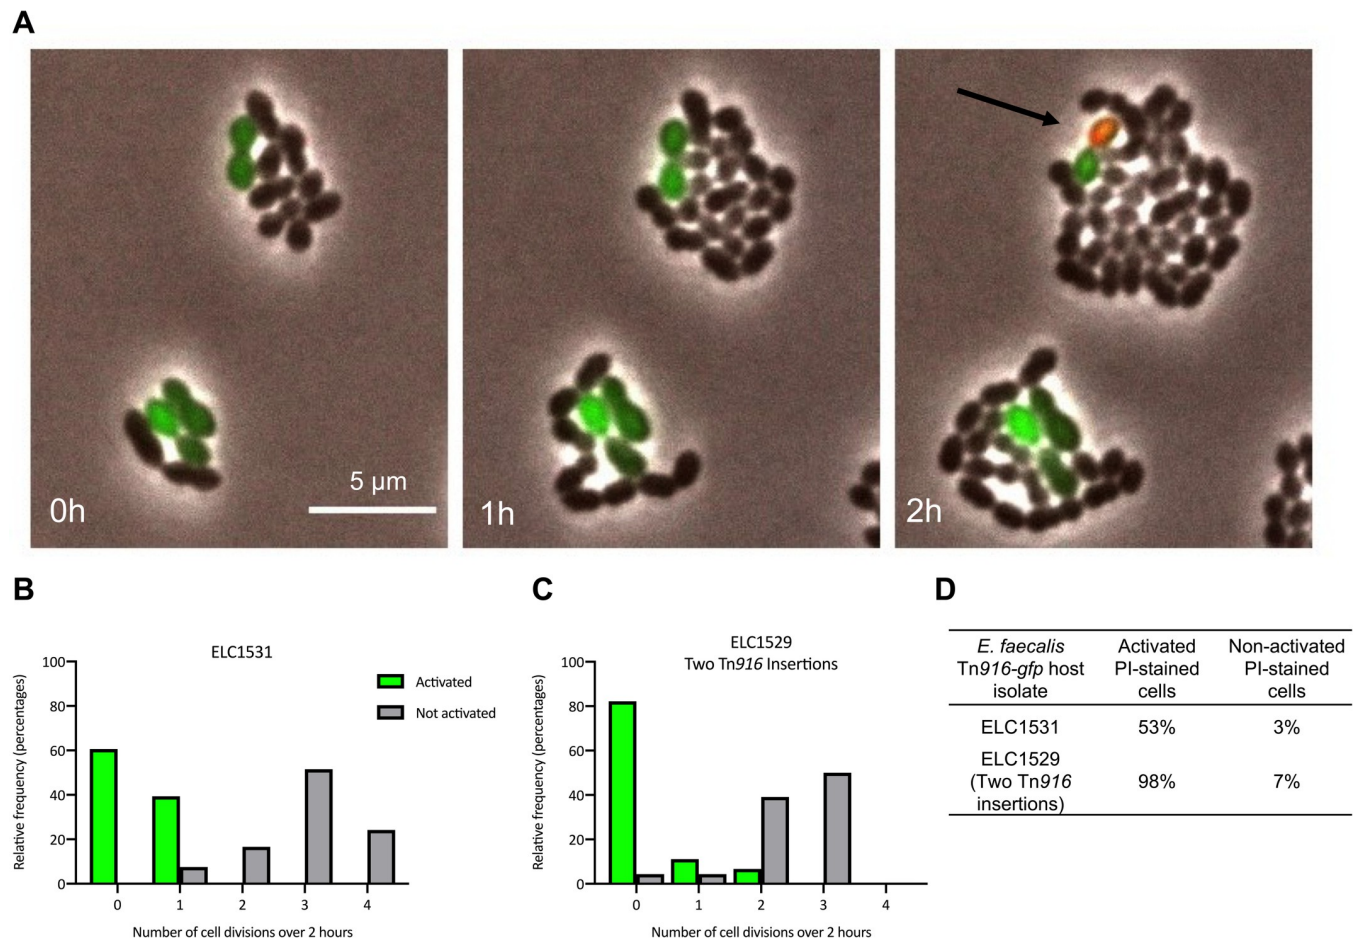 A
0h
5 µm
1h
2h
B
ELC1531
Relative frequency (percentages)
100
80
60
40
20
0
0 1 2 3 4
Number of cell divisions over 2 hours
Activated
Not activated
C
ELC1529
Two Tn916 Insertions
Relative frequency (percentages)
100
80
60
40
20
0
0 1 2 3 4
Number of cell divisions over 2 hours
D
E. faecalis Activated Non-activated
Tn916-gfp host PI-stained PI-stained
isolate cells cells
ELC1531 53% 3%
ELC1529
(Two Tn916 98% 7%
insertions)